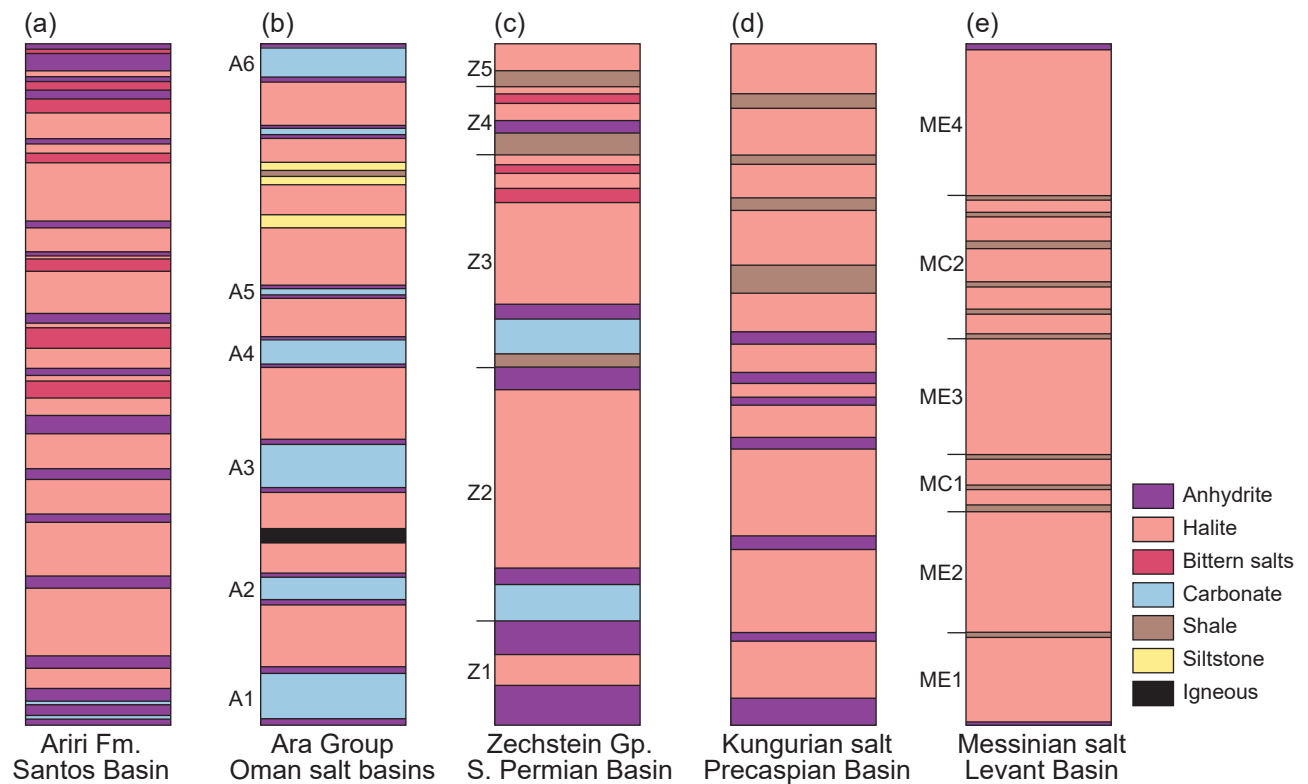 (a)
(b)
(c)
(d)
(e)
A6
A5
A4
A3
A2
A1
Z5
Z4
Z3
Z2
Z1
ME4
MC2
ME3
MC1
ME2
ME1
Anhydrite
Halite
Bittern salts
Carbonate
Shale
Siltstone
Igneous
Ariri Fm.
Santos Basin
Ara Group
Oman salt basins
Zechstein Gp.
S. Permian Basin
Kungurian salt
Precaspian Basin
Messinian salt
Levant Basin